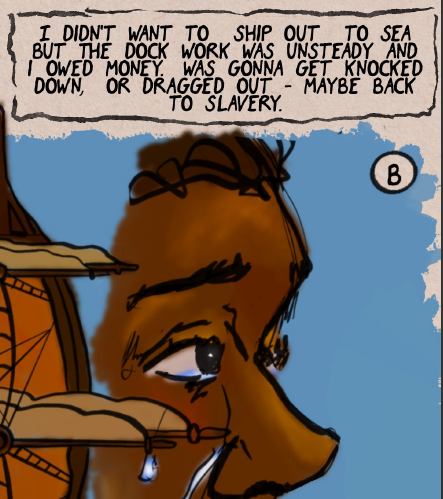 I DIDN'T WANT TO SHIP OUT TO SEA
BUT THE DOCK WORK WAS UNSTEADY AND
I OWED MONEY. WAS GONNA GET KNOCKED
DOWN, OR DRAGGED OUT - MAYBE BACK
TO SLAVERY.
B